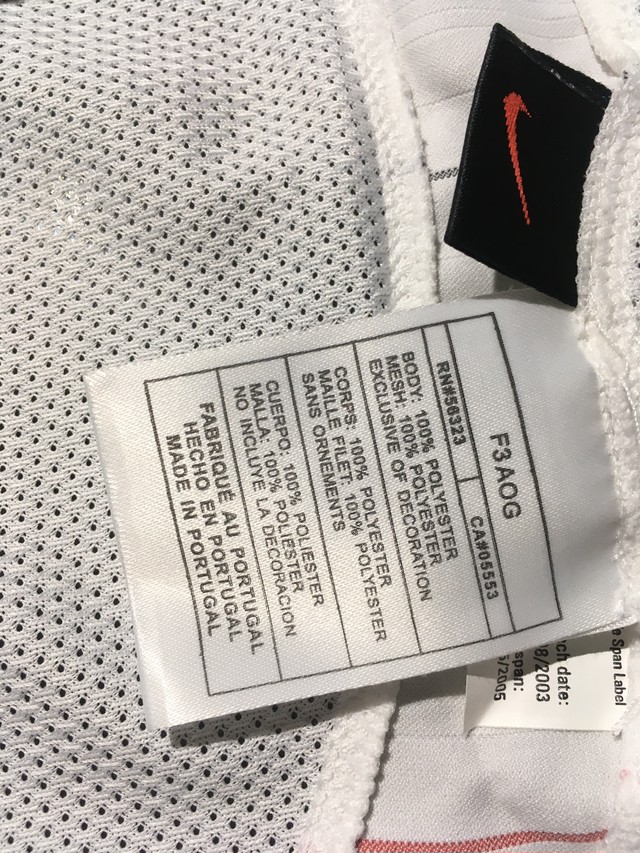 F3AOG
RN#56323 CA#05553
BODY: 100% POLYESTER
MESH: 100% POLYESTER
EXCLUSIVE OF DECORATION
CORPS: 100% POLYESTER
MAILLE FILET: 100% POLYESTER
SANS ORNEMENTS
CUERPO: 100% POLIESTER
MALLA: 100% POLIÉSTER
NO INCLUYE LA DECORACION
FABRIQUÉ AU PORTUGAL
HECHO EN PORTUGAL
MADE IN PORTUGAL
e Span Label
ch date:
8/2003
span:
/2005